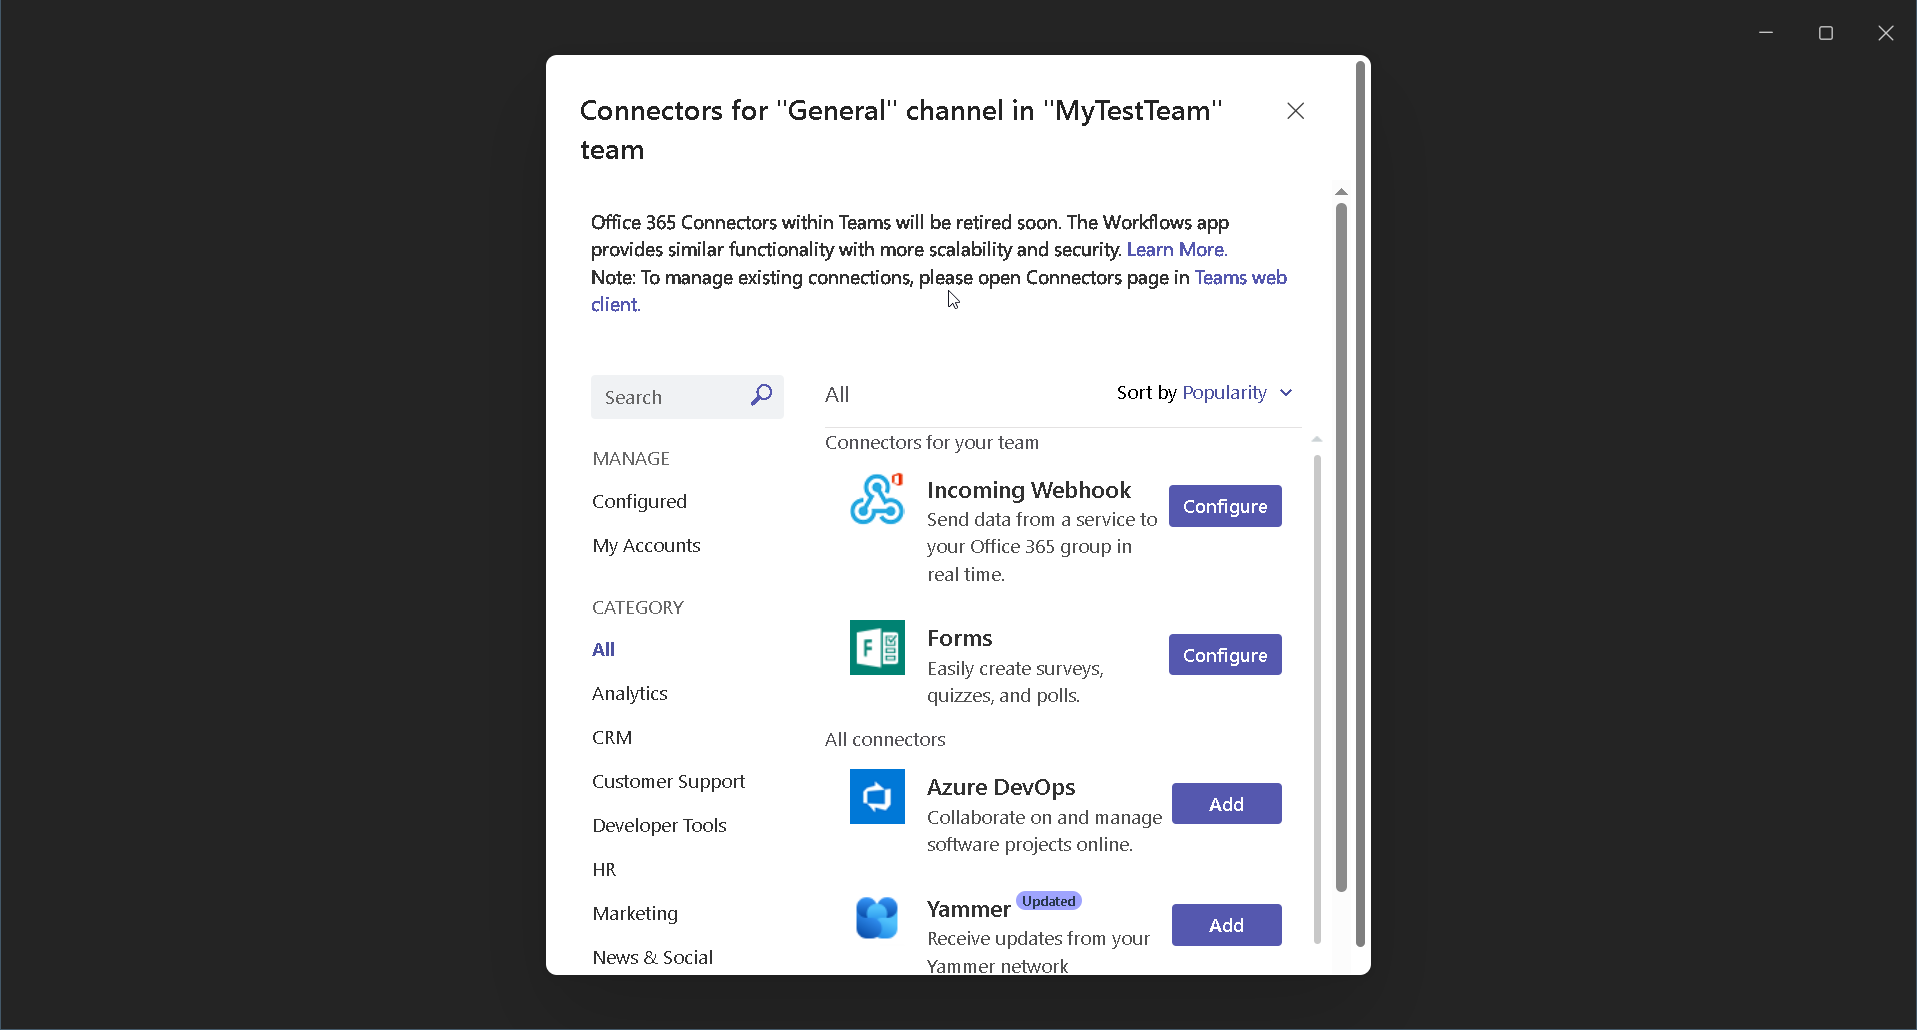 Connectors for "General" channel in "MyTestTeam"
team
Office 365 Connectors within Teams will be retired soon. The Workflows app
provides similar functionality with more scalability and security. Learn More.
Note: To manage existing connections, please open Connectors page in Teams web
client.
Search
All
Sort by Popularity
MANAGE
Configured
My Accounts
CATEGORY
All
Analytics
CRM
Customer Support
Developer Tools
HR
Marketing
News & Social
Connectors for your team
Incoming Webhook
Send data from a service to
your Office 365 group in
real time.
Configure
F
Forms
Easily create surveys,
quizzes, and polls.
Configure
All connectors
Azure DevOps
Collaborate on and manage
software projects online.
Add
Yammer Updated
Receive updates from your
Yammer network
Add